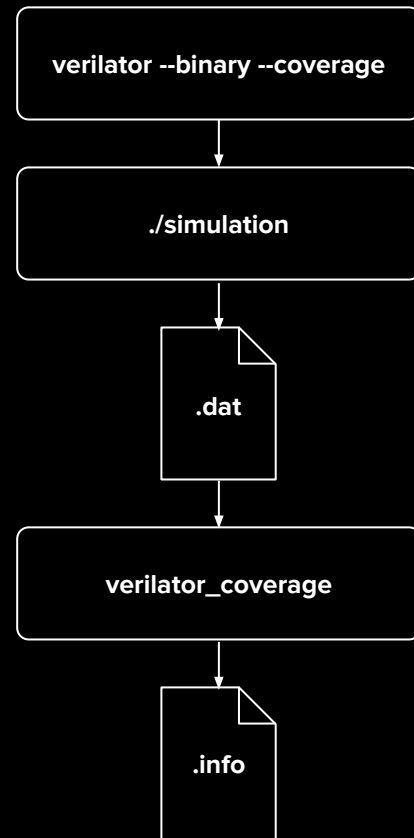 verilator --binary --coverage
./simulation
.dat
verilator_coverage
.info